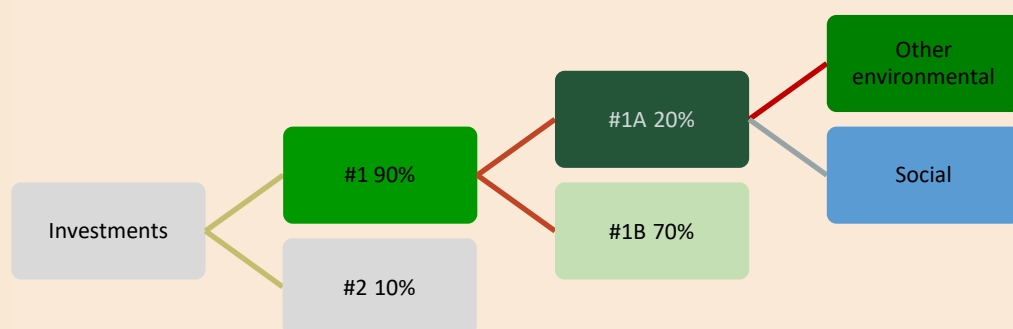 Investments
#1 90%
#2 10%
#1A 20%
#1B 70%
Other
environmental
Social